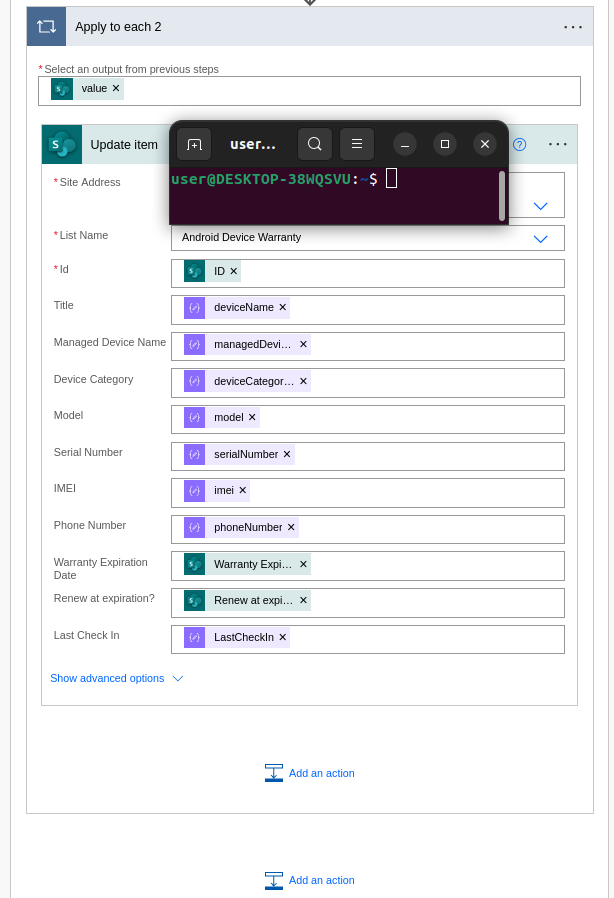 Apply to each 2
* Select an output from previous steps
value
Update item
user...
user@DESKTOP-38WQSVU:~$
* Site Address
* List Name
Android Device Warranty
* Id
ID
Title
deviceName
Managed Device Name
managedDevi...
Device Category
deviceCategor...
Model
model
Serial Number
serialNumber
IMEI
imei
Phone Number
phoneNumber
Warranty Expiration
Date
Warranty Expi...
Renew at expiration?
Renew at expi...
Last Check In
LastCheckIn
Show advanced options
Add an action
Add an action